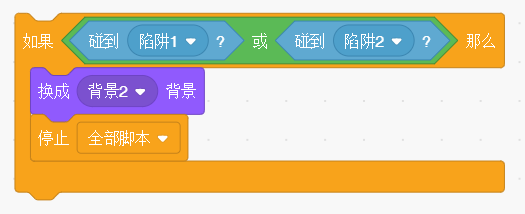 如果 碰到 陷阱1 ? 或 碰到 陷阱2 ? 那么
换成 背景2 背景
停止 全部脚本